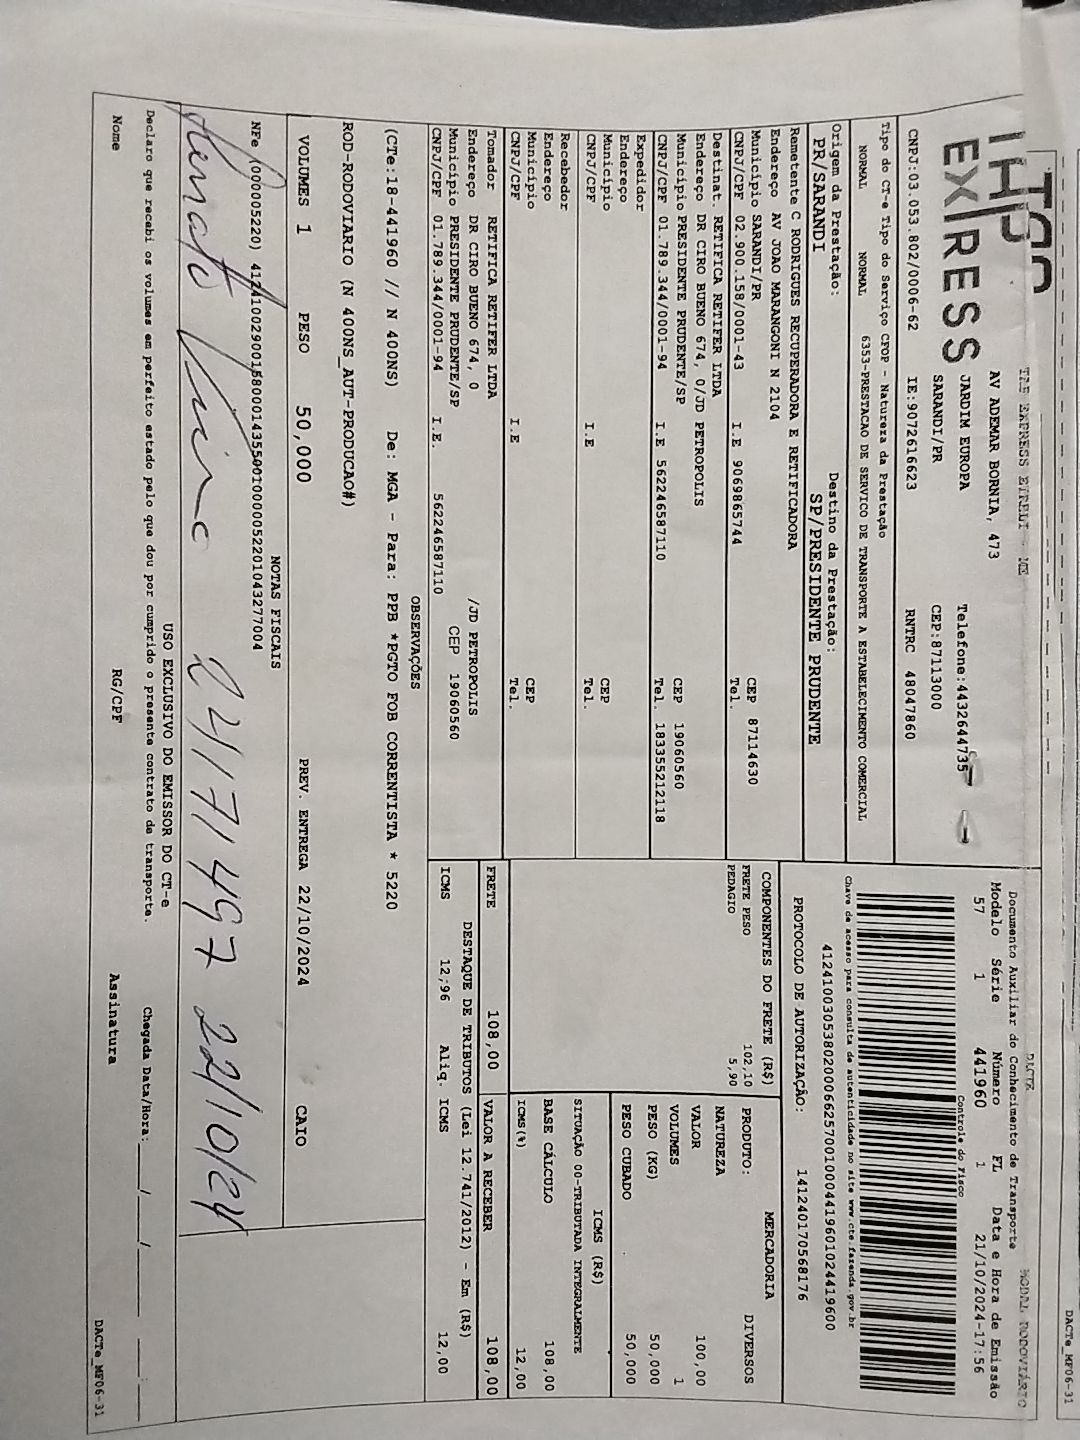 TAP EXPRESS EIRELI - ME
EXPRESS
AV ADEMAR BORNIA, 473
JARDIM EUROPA
SARANDI/PR
Telefone:4432644735
CEP:87113000
CNPJ:03.053.802/0006-62 IE:9072616623 RNTRC 48047860
Tipo do CT-e Tipo do Serviço CFOP - Natureza da Prestação
NORMAL NORMAL 6353-PRESTACAO DE SERVICO DE TRANSPORTE A ESTABELECIMENTO COMERCIAL
Origem da Prestação: Destino da Prestação:
PR/SARANDI SP/PRESIDENTE PRUDENTE
Remetente C RODRIGUES RECUPERADORA E RETIFICADORA
Endereço AV JOAO MARANGONI N 2104
Município SARANDI/PR CEP 87114630
CNPJ/CPF 02.900.158/0001-43 I.E 9069865744 Tel.
Destinat. RETIFICA RETIFER LTDA
Endereço DR CIRO BUENO 674, 0/JD PETROPOLIS
Município PRESIDENTE PRUDENTE/SP CEP 19060560
CNPJ/CPF 01.789.344/0001-94 I.E 562246587110 Tel. 183355212118
Expedidor
Endereço
Município CEP
CNPJ/CPF I.E Tel.
Recebedor
Endereço
Município CEP
CNPJ/CPF I.E Tel.
Tomador RETIFICA RETIFER LTDA
Endereço DR CIRO BUENO 674, 0 /JD PETROPOLIS
Município PRESIDENTE PRUDENTE/SP CEP 19060560
CNPJ/CPF 01.789.344/0001-94 I.E. 562246587110
DACTE MODAL RODOVIÁRIO
Documento Auxiliar do Conhecimento de Transporte
Modelo Série Número FL Data e Hora de Emissão
57 1 441960 1 21/10/2024-17:56
Controle do Fisco
Chave de acesso para consulta de autenticidade no site www.cte.fazenda.gov.br
41241003053802000662570010004419601024419600
PROTOCOLO DE AUTORIZAÇÃO: 141240170568176
COMPONENTES DO FRETE (R$)
FRETE PESO 102,10
PEDAGIO 5,90
MERCADORIA
PRODUTO: DIVERSOS
NATUREZA
VALOR 100,00
VOLUMES 1
PESO (KG) 50,000
PESO CUBADO 50,000
ICMS (R$)
SITUAÇÃO 00-TRIBUTADA INTEGRALMENTE
BASE CÁLCULO 108,00
ICMS(%) 12,00
FRETE 108,00 VALOR A RECEBER 108,00
DESTAQUE DE TRIBUTOS (Lei 12.741/2012) - Em (R$)
ICMS 12,96 Aliq. ICMS 12,00
OBSERVAÇÕES
(CTe:18-441960 // N 400NS) De: MGA - Para: PPB *PGTO FOB CORRENTISTA * 5220
ROD-RODOVIARIO (N 400NS_AUT-PRODUCAO#)
VOLUMES 1 PESO 50,000 PREV. ENTREGA 22/10/2024 CAIO
NOTAS FISCAIS
NFe (000005220) 41241002900158000143550010000052201043277004
22/10/24
USO EXCLUSIVO DO EMISSOR DO CT-e
Declaro que recebi os volumes em perfeito estado pelo que dou por cumprido o presente contrato de transporte. Chegada Data/Hora:___/___/___ ___:___
Nome RG/CPF Assinatura
DACTe_MF06-31
DACTe_MF06-31